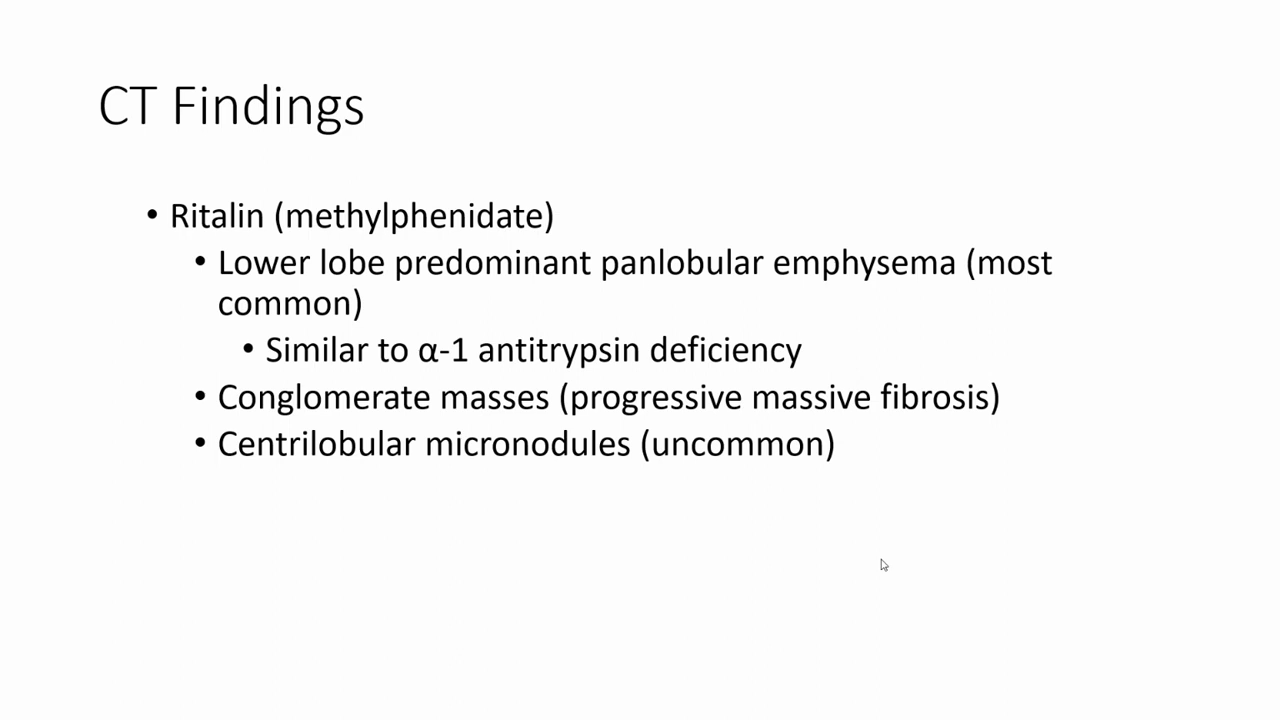 CT Findings
• Ritalin (methylphenidate)
• Lower lobe predominant panlobular emphysema (most
common)
• Similar to α-1 antitrypsin deficiency
• Conglomerate masses (progressive massive fibrosis)
• Centrilobular micronodules (uncommon)